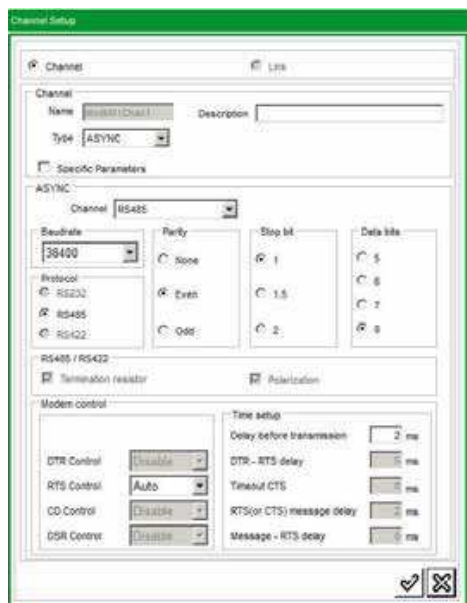 Channel Setup
Channel
Link
Channel
Name
Description
Type ASYNC
Specific Parameters
ASYNC
Channel RS485
Baudrate
38400
Parity
None
Even
Odd
Stop bit
1
1.5
2
Data bits
5
6
7
8
Protocol
RS232
RS485
RS422
RS485 / RS422
Termination resistor
Polarization
Modem control
DTR Control Disable
RTS Control Auto
CD Control Disable
DSR Control Disable
Time setup
Delay before transmission 2 ms
DTR - RTS delay ms
Timeout CTS ms
RTS(or CTS) message delay ms
Message - RTS delay ms